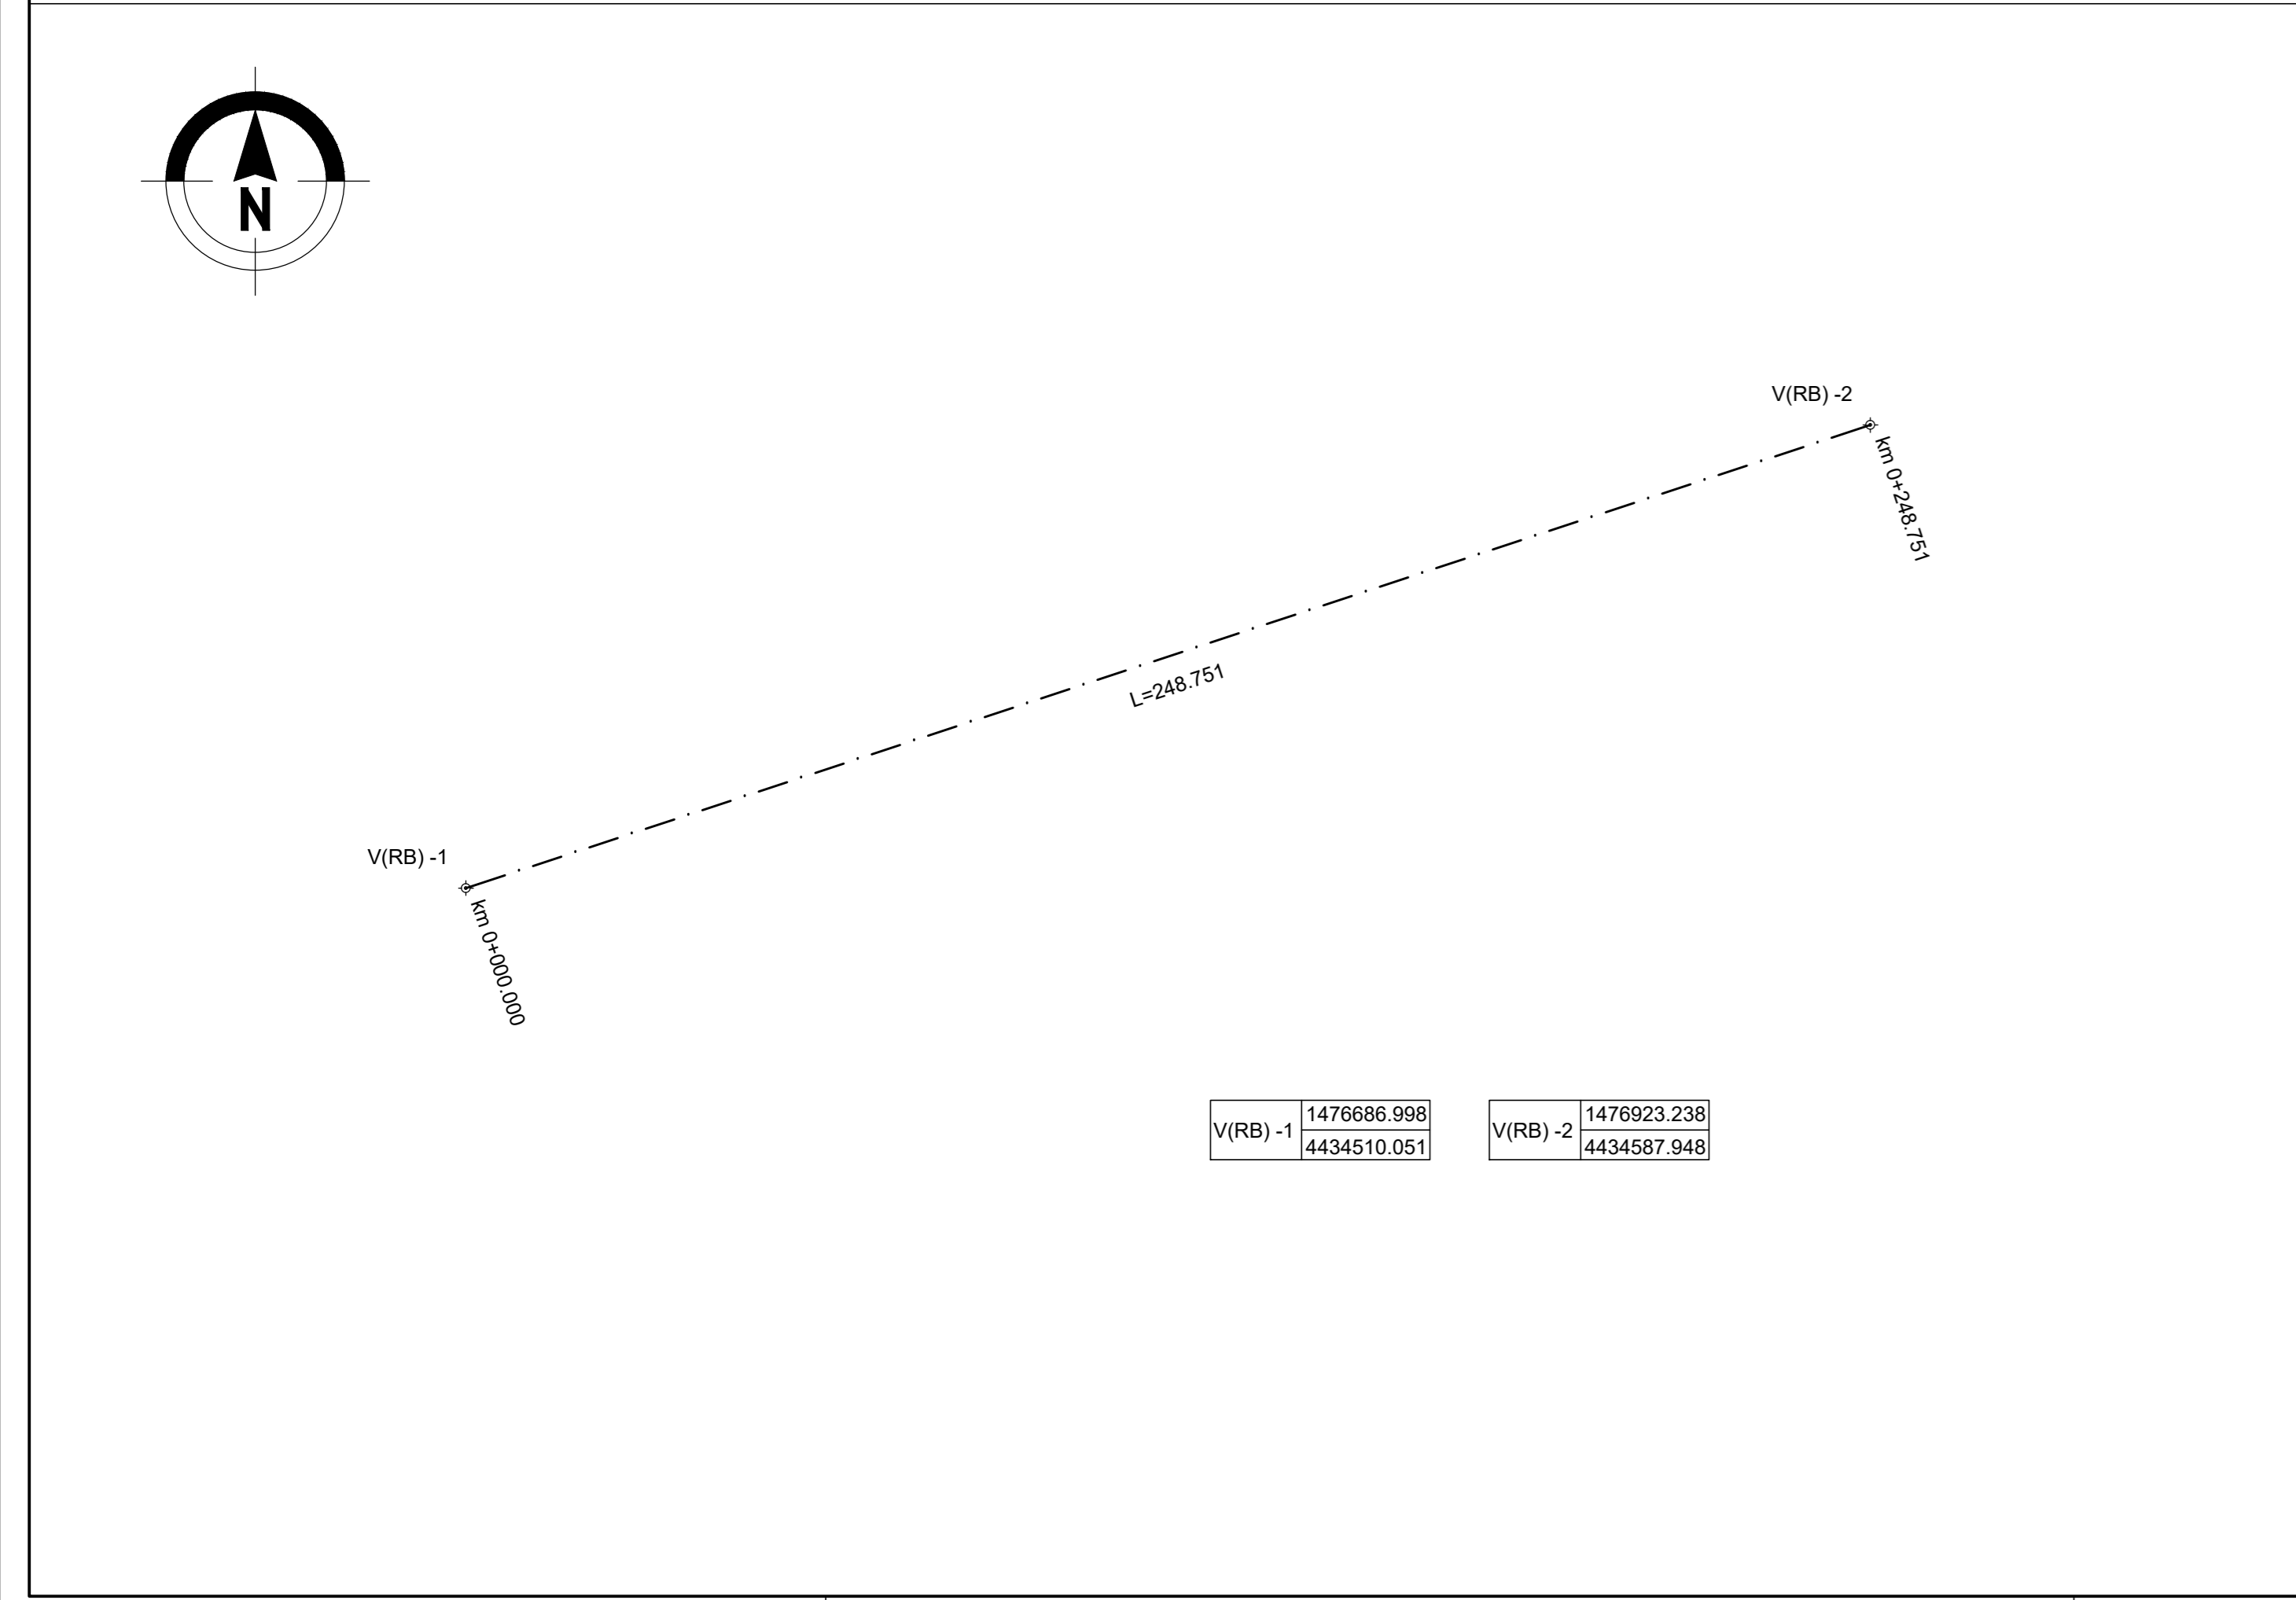 N
V(RB) -2
km 0+248.751
L=248.751
V(RB) -1
km 0+000.000
V(RB) -1
1476686.998
4434510.051
V(RB) -2
1476923.238
4434587.948